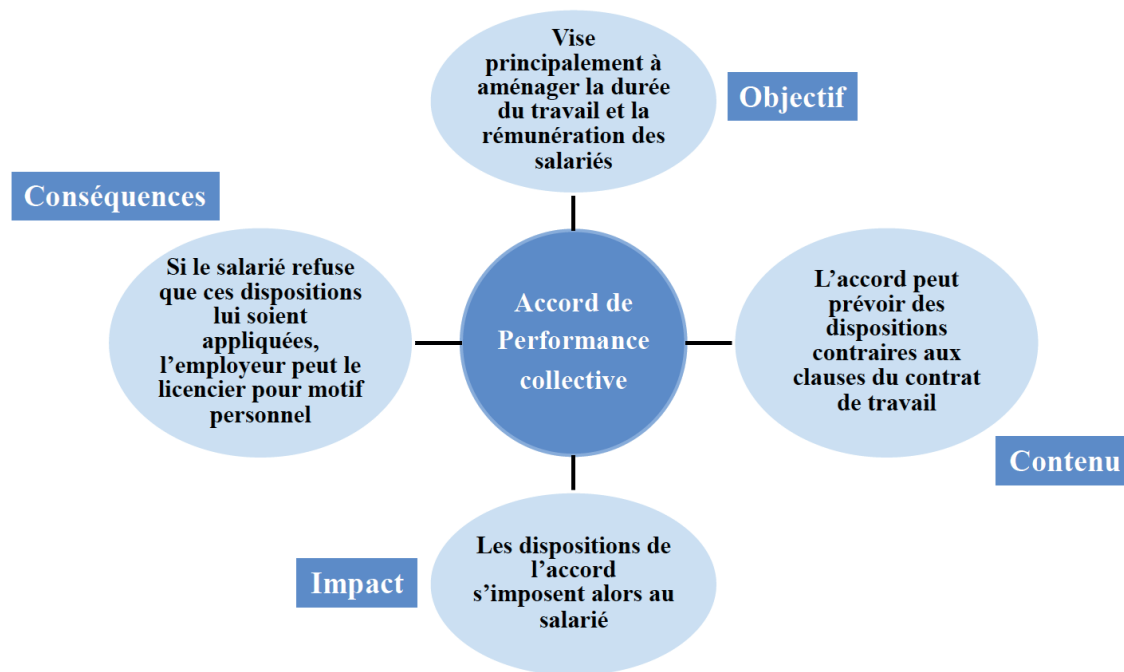 Vise
principalement à
aménager la durée
du travail et la
rémunération des
salariés
Objectif
Conséquences
Si le salarié refuse
que ces dispositions
lui soient
appliquées,
l’employeur peut le
licencier pour motif
personnel
Accord de
Performance
collective
L’accord peut
prévoir des
dispositions
contraires aux
clauses du contrat
de travail
Contenu
Impact
Les dispositions de
l’accord
s’imposent alors au
salarié